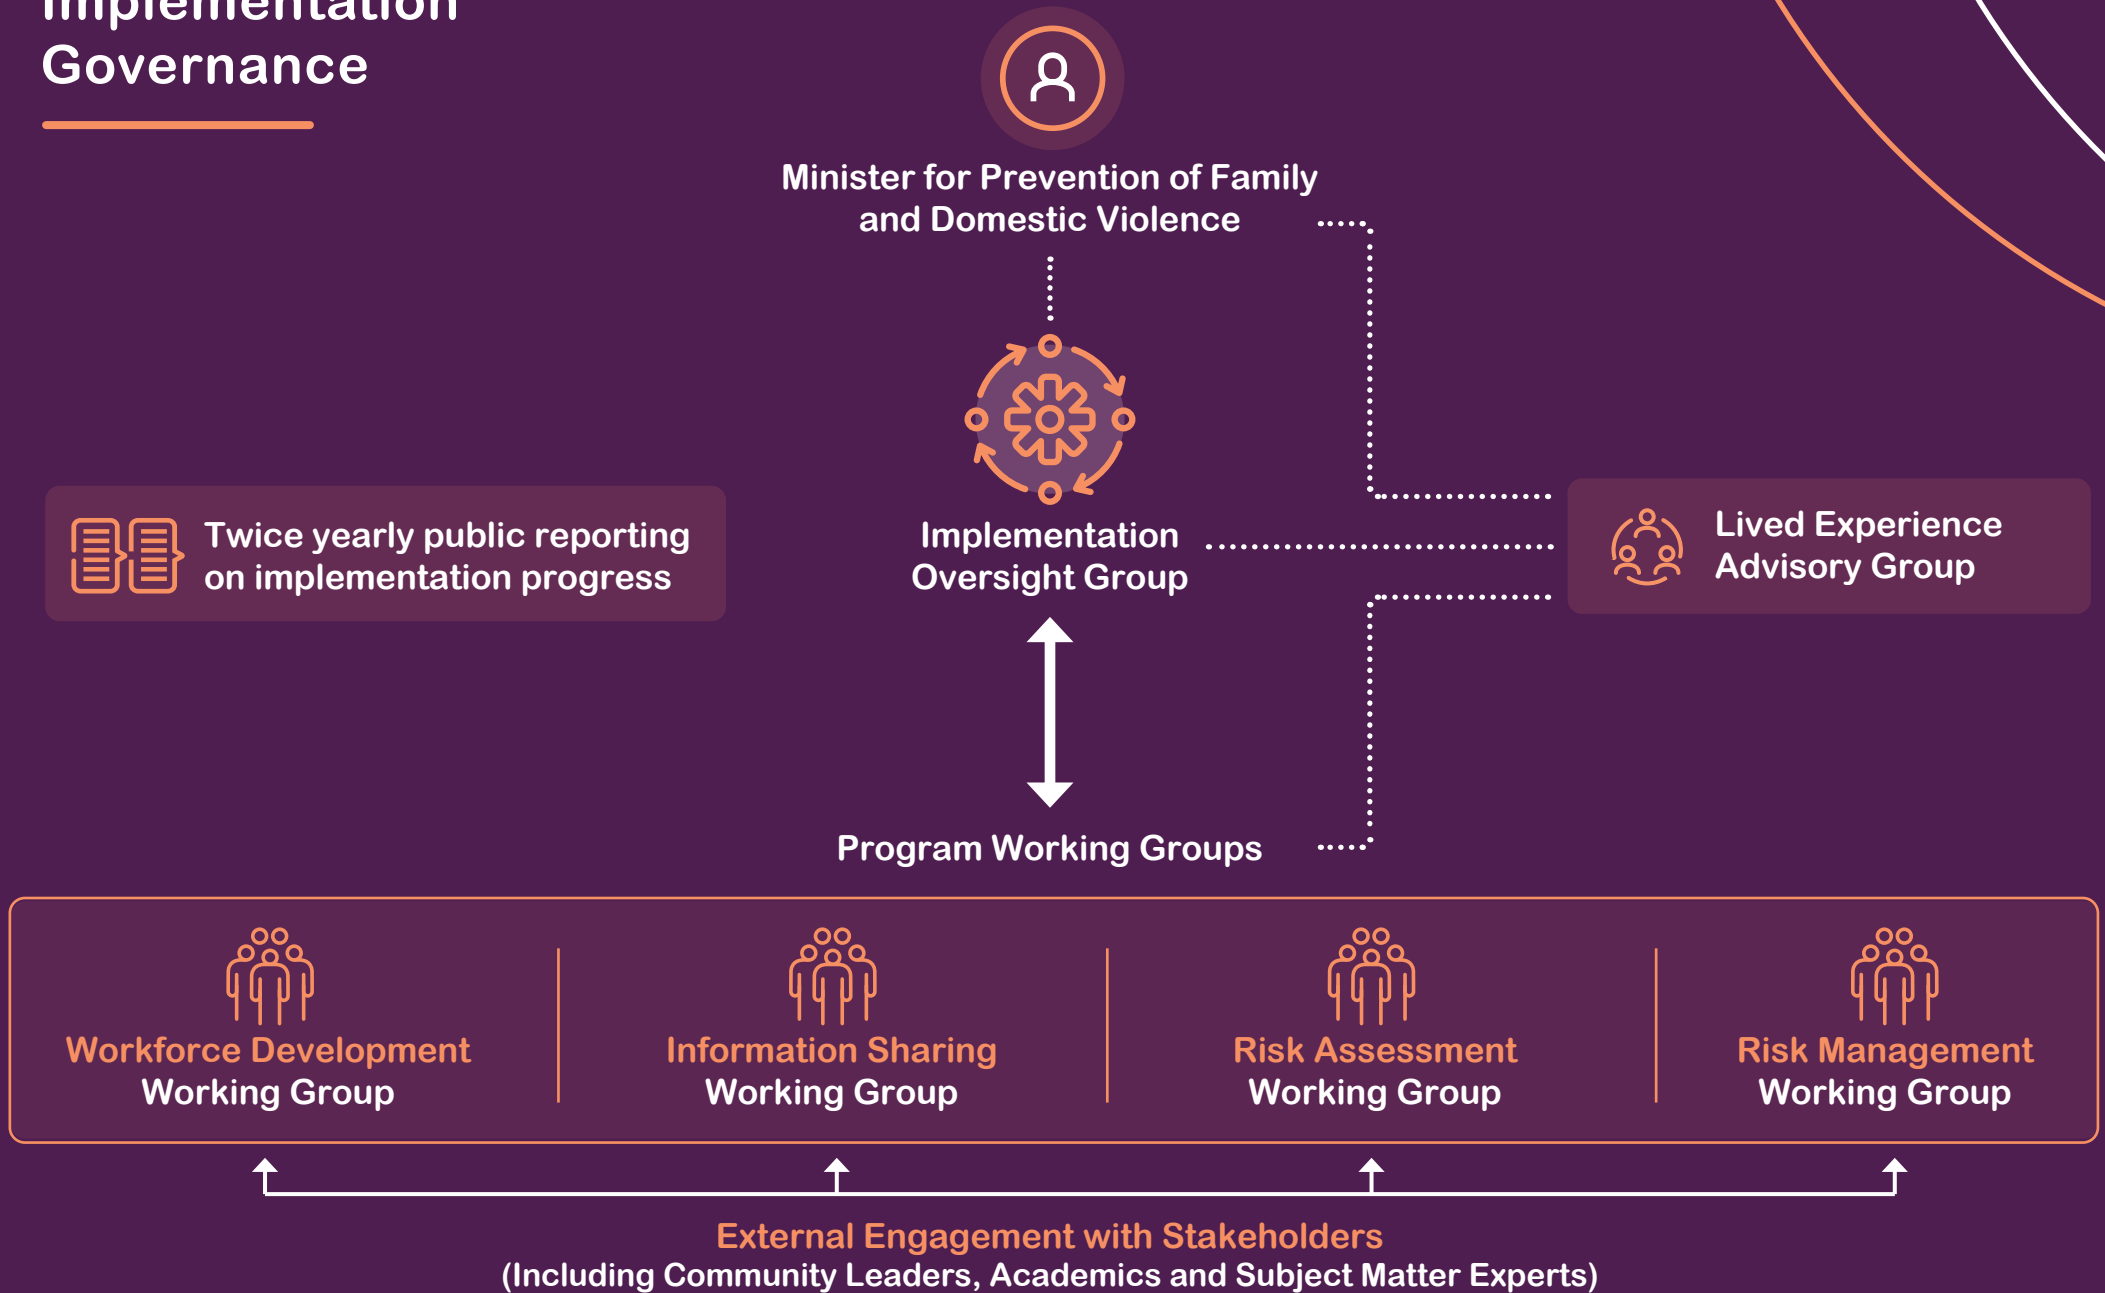 Implementation
Governance
Minister for Prevention of Family
and Domestic Violence
Twice yearly public reporting
on implementation progress
Implementation
Oversight Group
Lived Experience
Advisory Group
Program Working Groups
Workforce Development
Working Group
Information Sharing
Working Group
Risk Assessment
Working Group
Risk Management
Working Group
External Engagement with Stakeholders
(Including Community Leaders, Academics and Subject Matter Experts)